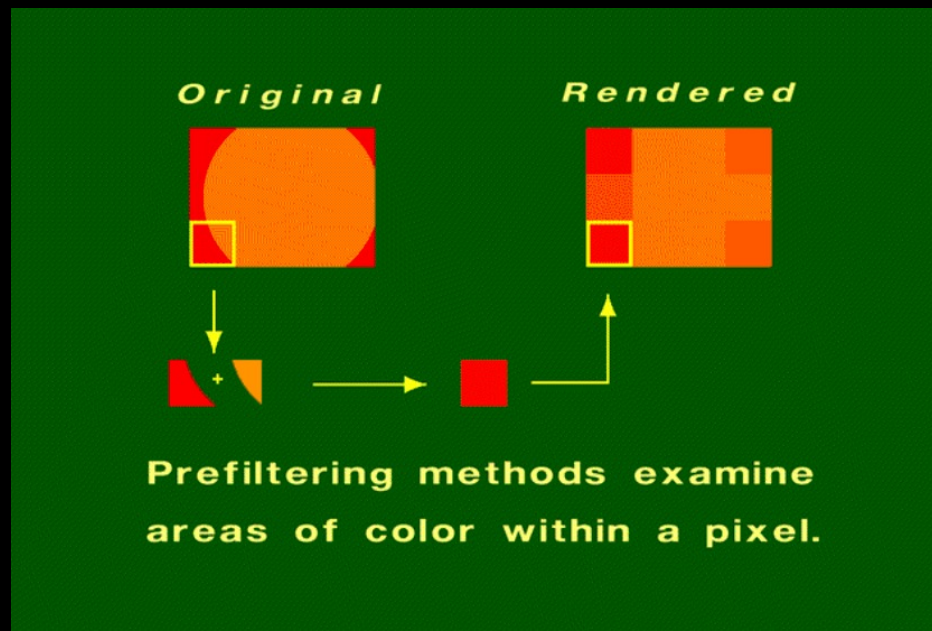 Original
Rendered
+
Prefiltering methods examine
areas of color within a pixel.